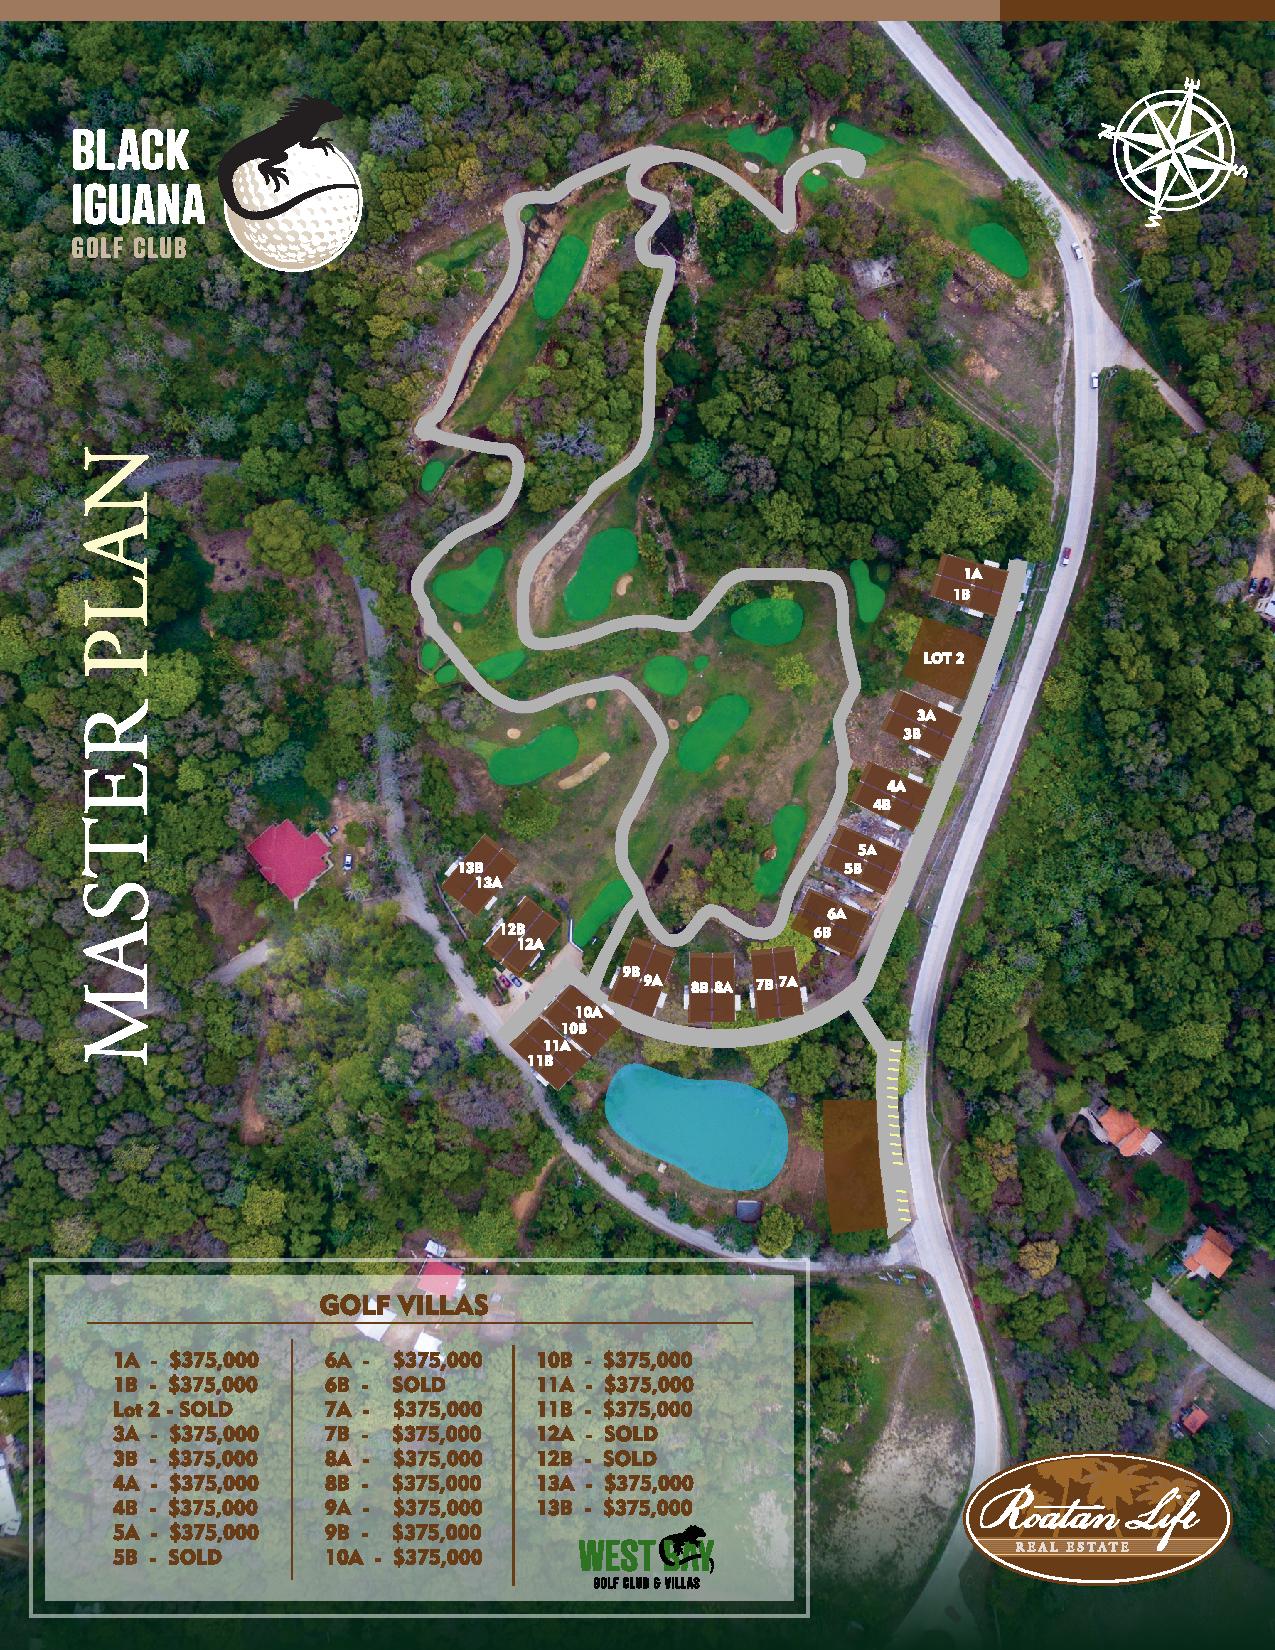 BLACK
IGUANA
GOLF CLUB
N
E
S
W
MASTER PLAN
1A
1B
LOT 2
3A
3B
4A
4B
5A
5B
6A
6B
13B
13A
12B
12A
9B 9A
8B 8A
7B 7A
10A
10B
11A
11B
GOLF VILLAS
1A - $375,000
1B - $375,000
Lot 2 - SOLD
3A - $375,000
3B - $375,000
4A - $375,000
4B - $375,000
5A - $375,000
5B - SOLD
6A - $375,000
6B - SOLD
7A - $375,000
7B - $375,000
8A - $375,000
8B - $375,000
9A - $375,000
9B - $375,000
10A - $375,000
10B - $375,000
11A - $375,000
11B - $375,000
12A - SOLD
12B - SOLD
13A - $375,000
13B - $375,000
WEST BAY
GOLF CLUB & VILLAS
Roatan Life
REAL ESTATE